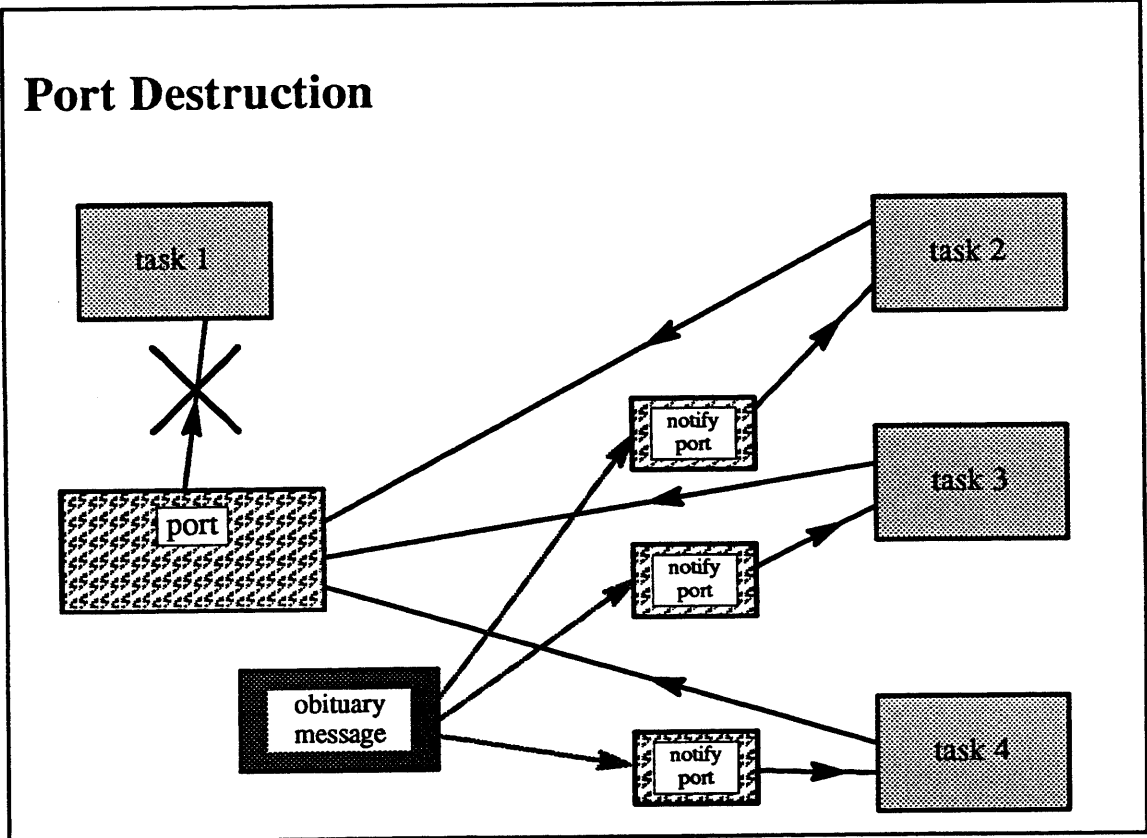 Port Destruction
task 1
task 2
notify
port
task 3
port
notify
port
obituary
message
notify
port
task 4